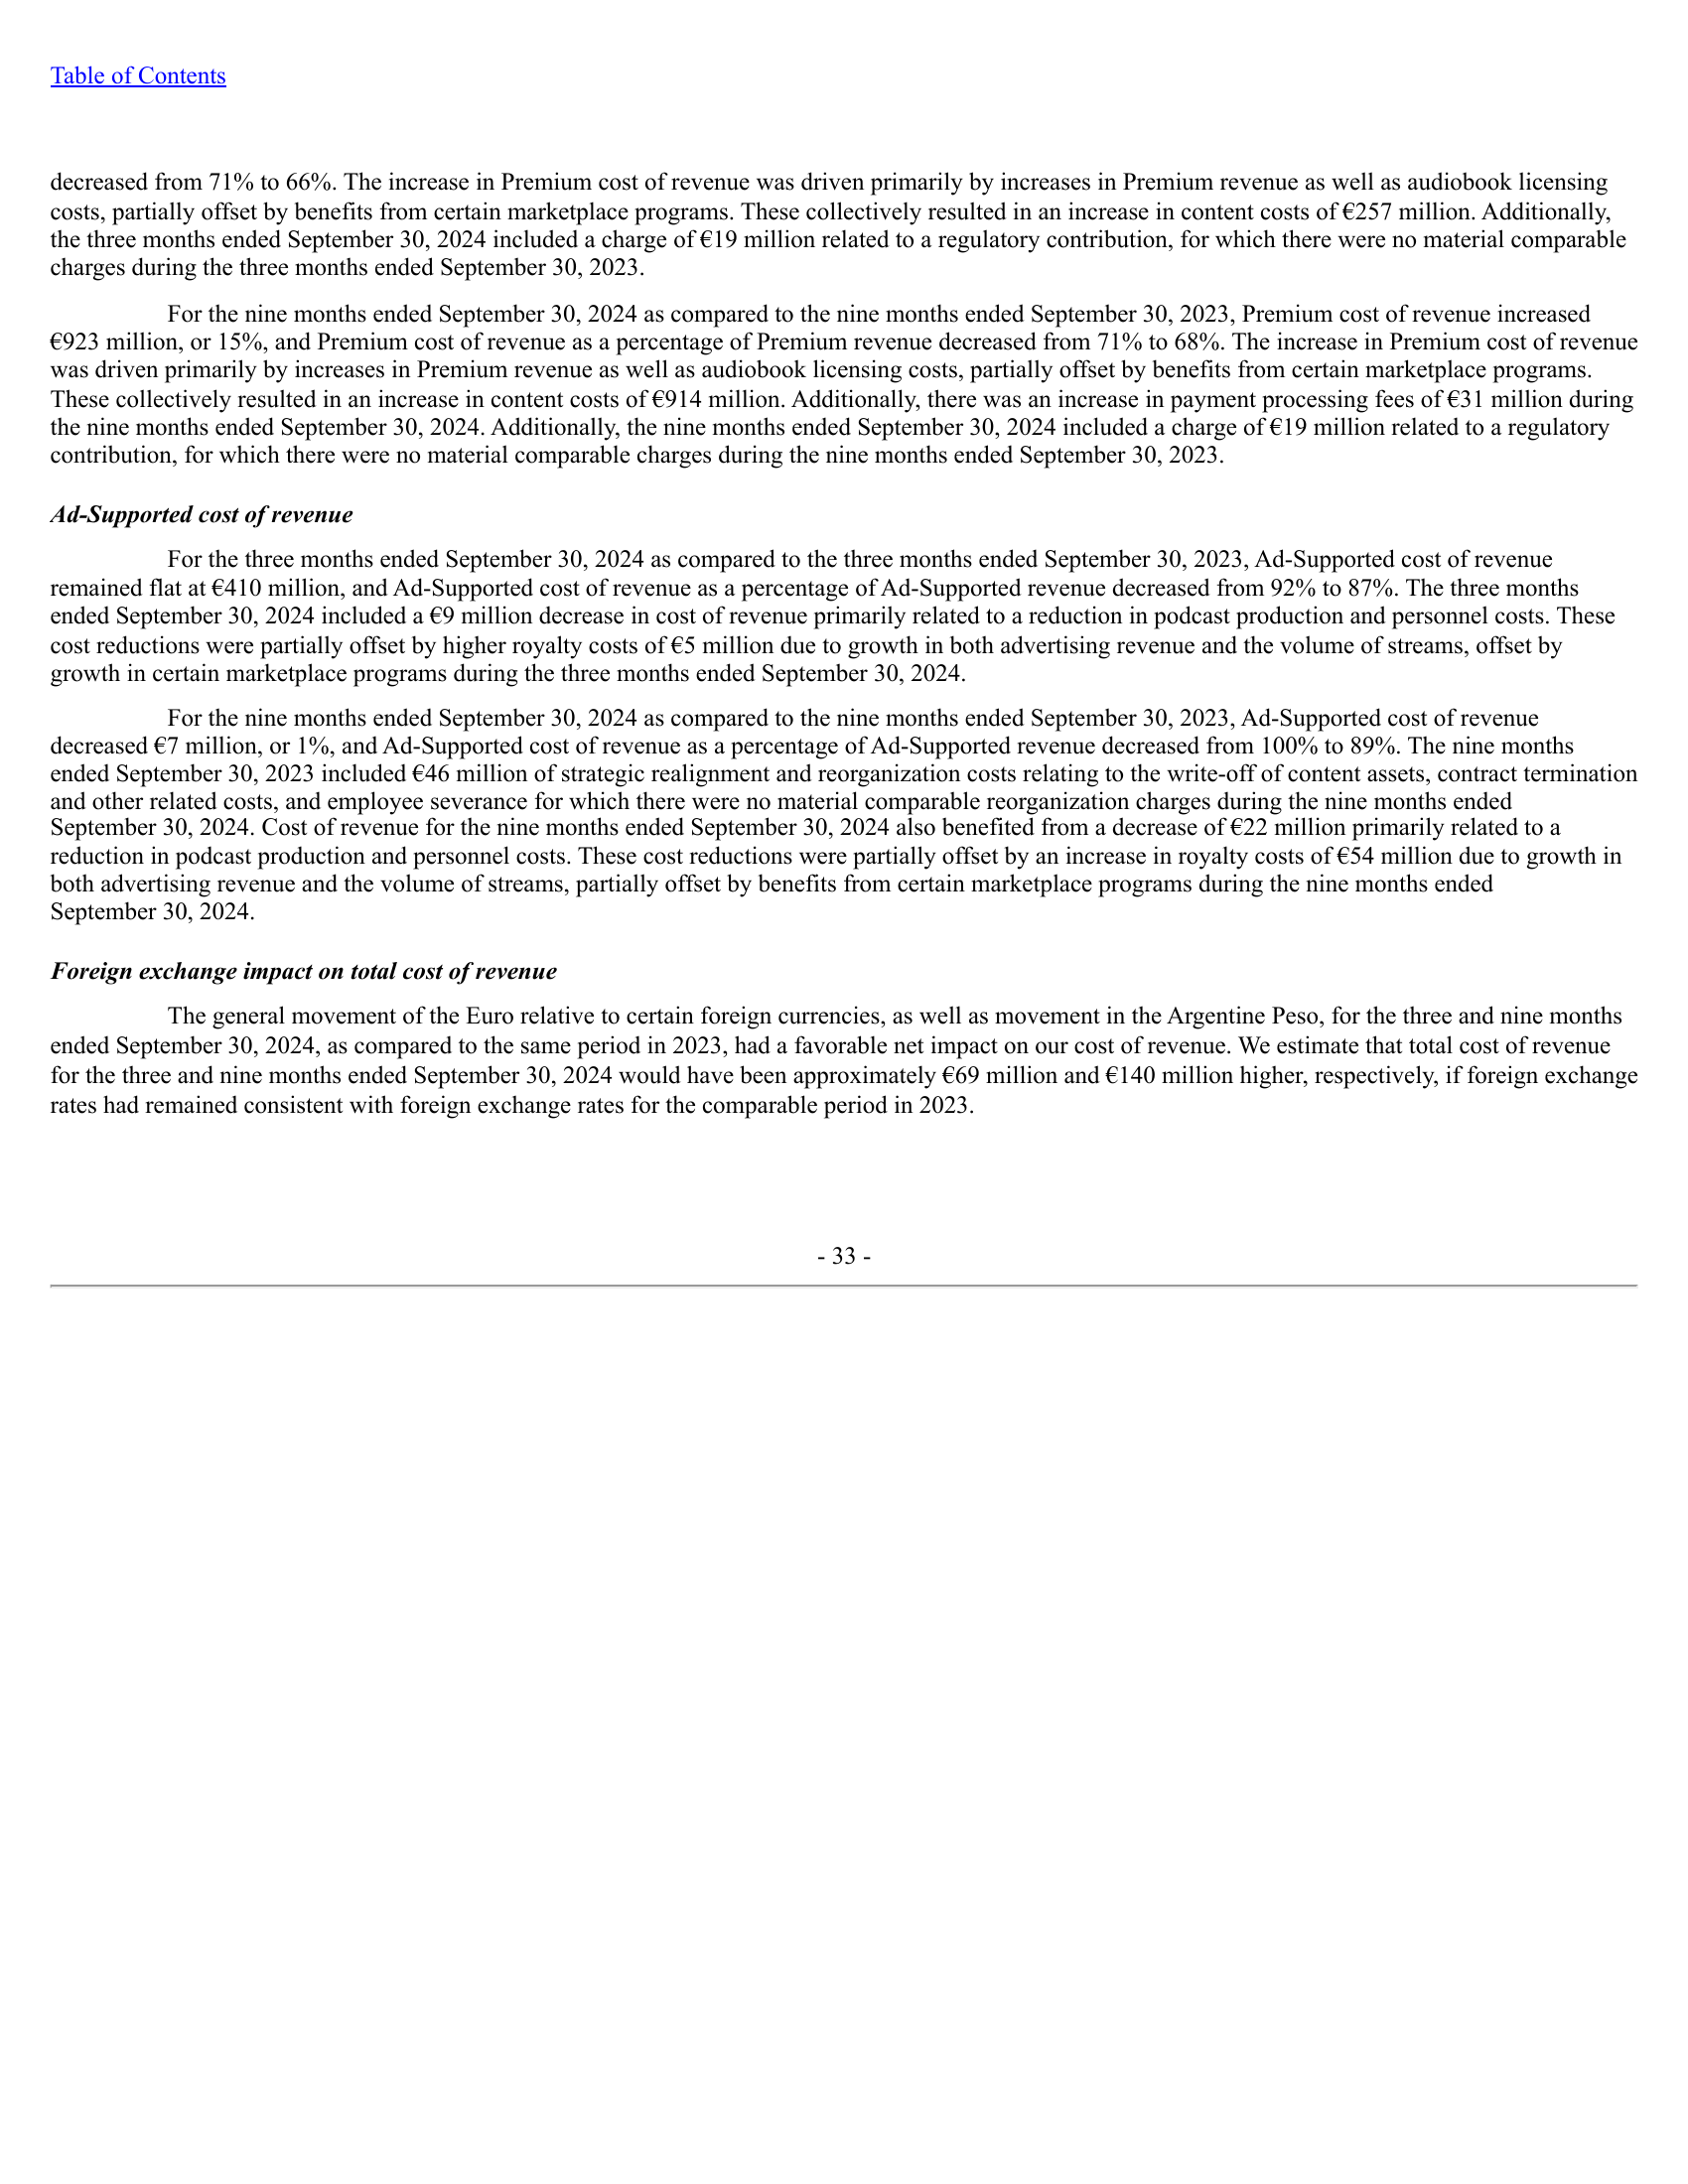 Table of Contents
decreased from 71% to 66%. The increase in Premium cost of revenue was driven primarily by increases in Premium revenue as well as audiobook licensing
costs, partially offset by benefits from certain marketplace programs. These collectively resulted in an increase in content costs of €257 million. Additionally,
the three months ended September 30, 2024 included a charge of €19 million related to a regulatory contribution, for which there were no material comparable
charges during the three months ended September 30, 2023.
For the nine months ended September 30, 2024 as compared to the nine months ended September 30, 2023, Premium cost of revenue increased
€923 million, or 15%, and Premium cost of revenue as a percentage of Premium revenue decreased from 71% to 68%. The increase in Premium cost of revenue
was driven primarily by increases in Premium revenue as well as audiobook licensing costs, partially offset by benefits from certain marketplace programs.
These collectively resulted in an increase in content costs of €914 million. Additionally, there was an increase in payment processing fees of €31 million during
the nine months ended September 30, 2024. Additionally, the nine months ended September 30, 2024 included a charge of €19 million related to a regulatory
contribution, for which there were no material comparable charges during the nine months ended September 30, 2023.
Ad-Supported cost of revenue
For the three months ended September 30, 2024 as compared to the three months ended September 30, 2023, Ad-Supported cost of revenue
remained flat at €410 million, and Ad-Supported cost of revenue as a percentage of Ad-Supported revenue decreased from 92% to 87%. The three months
ended September 30, 2024 included a €9 million decrease in cost of revenue primarily related to a reduction in podcast production and personnel costs. These
cost reductions were partially offset by higher royalty costs of €5 million due to growth in both advertising revenue and the volume of streams, offset by
growth in certain marketplace programs during the three months ended September 30, 2024.
For the nine months ended September 30, 2024 as compared to the nine months ended September 30, 2023, Ad-Supported cost of revenue
decreased €7 million, or 1%, and Ad-Supported cost of revenue as a percentage of Ad-Supported revenue decreased from 100% to 89%. The nine months
ended September 30, 2023 included €46 million of strategic realignment and reorganization costs relating to the write-off of content assets, contract termination
and other related costs, and employee severance for which there were no material comparable reorganization charges during the nine months ended
September 30, 2024. Cost of revenue for the nine months ended September 30, 2024 also benefited from a decrease of €22 million primarily related to a
reduction in podcast production and personnel costs. These cost reductions were partially offset by an increase in royalty costs of €54 million due to growth in
both advertising revenue and the volume of streams, partially offset by benefits from certain marketplace programs during the nine months ended
September 30, 2024.
Foreign exchange impact on total cost of revenue
The general movement of the Euro relative to certain foreign currencies, as well as movement in the Argentine Peso, for the three and nine months
ended September 30, 2024, as compared to the same period in 2023, had a favorable net impact on our cost of revenue. We estimate that total cost of revenue
for the three and nine months ended September 30, 2024 would have been approximately €69 million and €140 million higher, respectively, if foreign exchange
rates had remained consistent with foreign exchange rates for the comparable period in 2023.
- 33 -